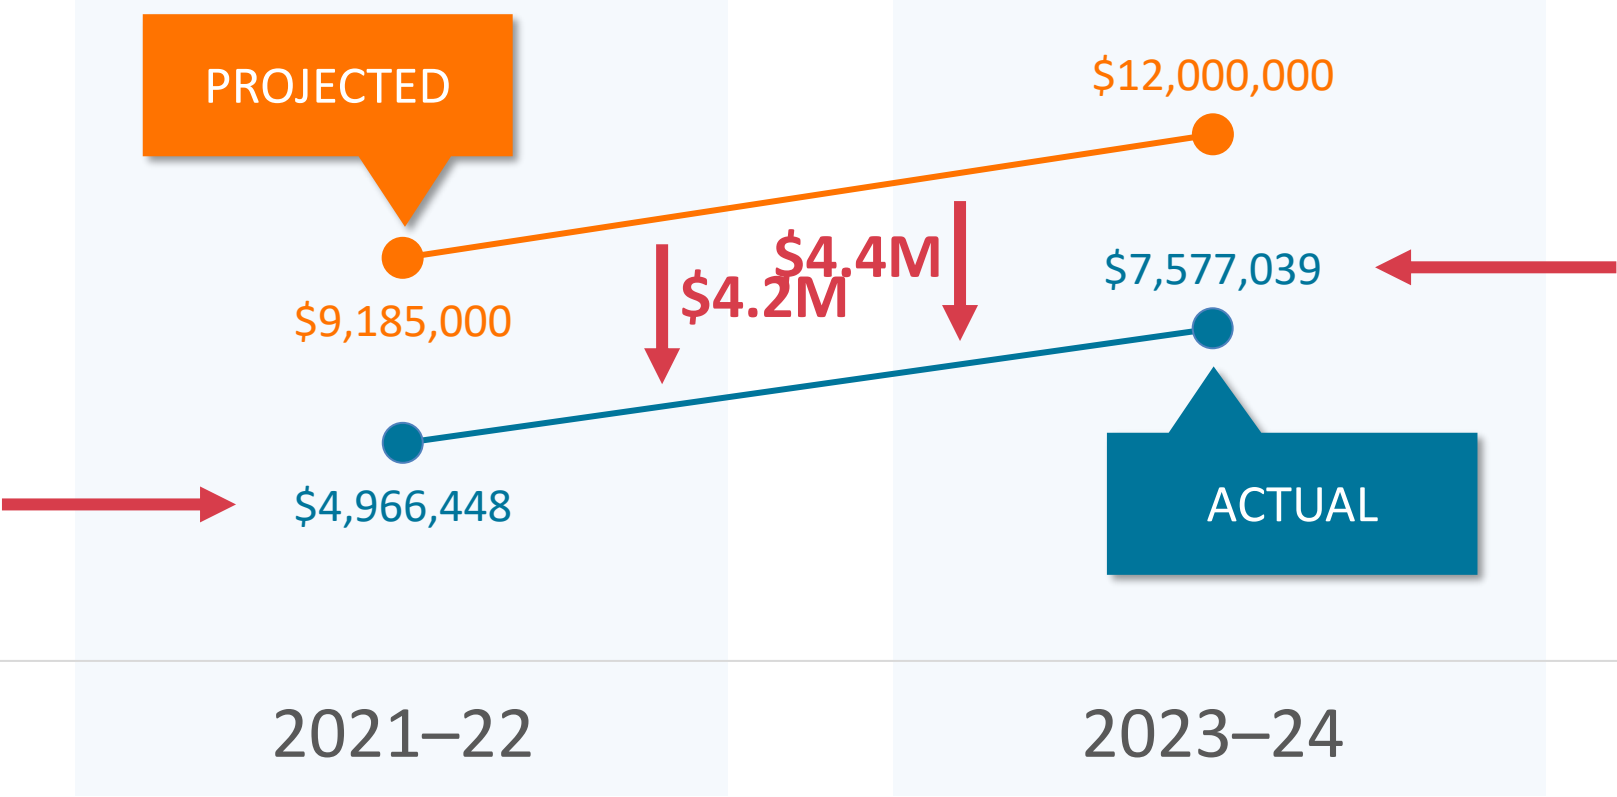 PROJECTED
$12,000,000
$4.4M
$7,577,039
$4.2M
$9,185,000
$4,966,448
ACTUAL
2021–22
2023–24